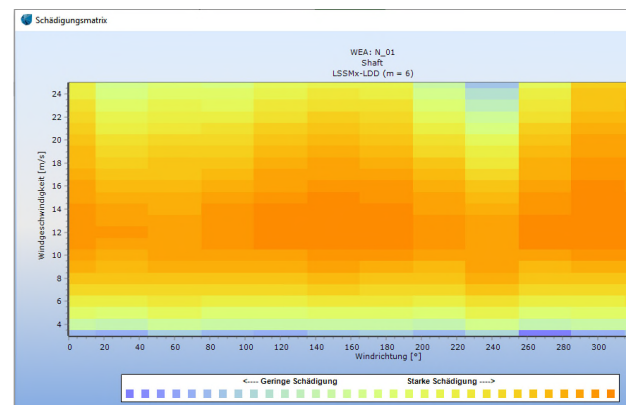 Schädigungsmatrix
WEA: N_01
Shaft
LSSMx-LDD (m = 6)
24
22
20
18
16
14
12
10
8
6
4
Windgeschwindigkeit [m/s]
0 20 40 60 80 100 120 140 160 180 200 220 240 260 280 300
Windrichtung [°]
<---- Geringe Schädigung Starke Schädigung ---->